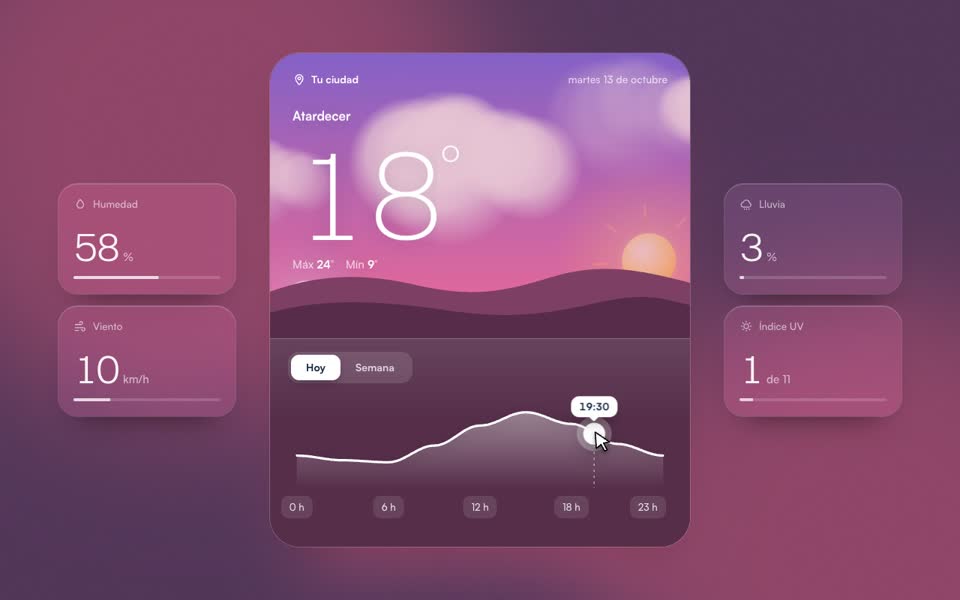 Tu ciudad
martes 13 de octubre
Atardecer
18°
Máx 24° Mín 9°
Humedad
58 %
Viento
10 km/h
Lluvia
3 %
Índice UV
1 de 11
Hoy Semana
19:30
0 h 6 h 12 h 18 h 23 h